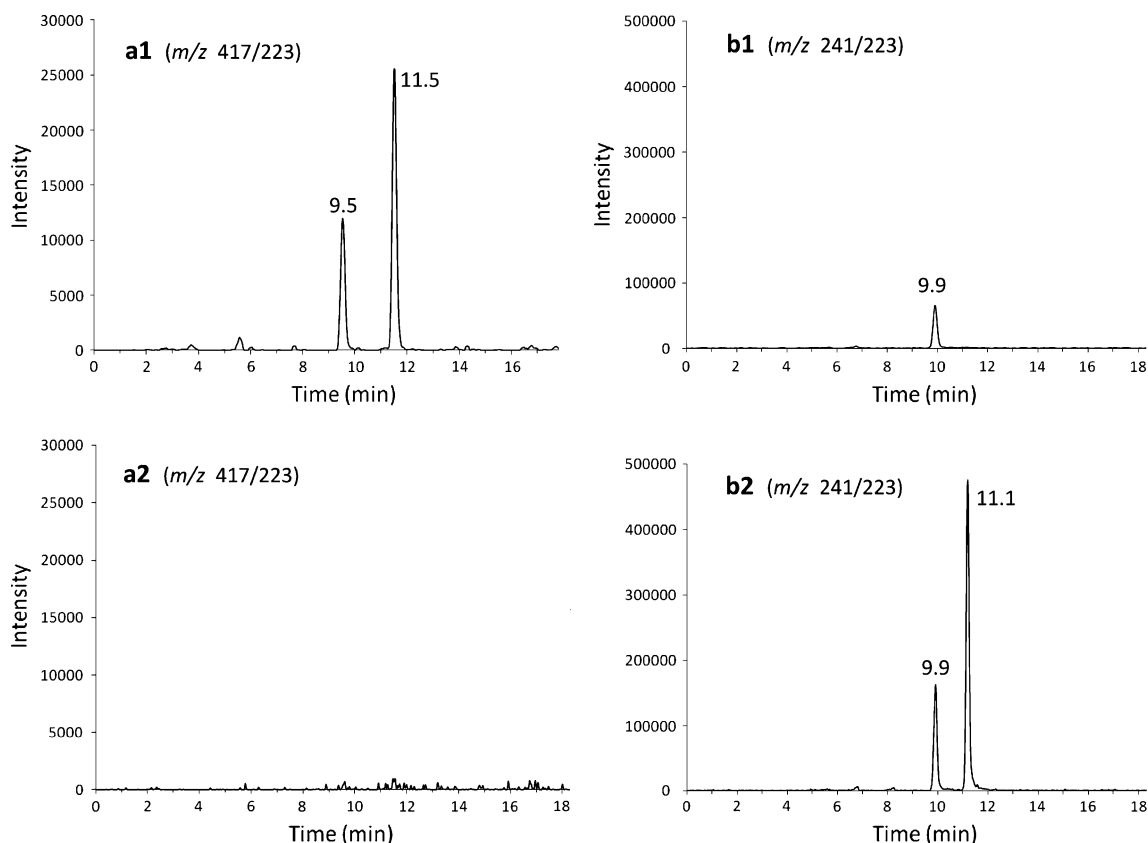 a1 (m/z 417/223)
30000
25000
20000
15000
10000
5000
0
Intensity
9.5
11.5
0 2 4 6 8 10 12 14 16
Time (min)
b1 (m/z 241/223)
500000
400000
300000
200000
100000
0
Intensity
9.9
0 2 4 6 8 10 12 14 16 18
Time (min)
a2 (m/z 417/223)
30000
25000
20000
15000
10000
5000
0
Intensity
0 2 4 6 8 10 12 14 16 18
Time (min)
b2 (m/z 241/223)
500000
400000
300000
200000
100000
0
Intensity
9.9
11.1
0 2 4 6 8 10 12 14 16 18
Time (min)